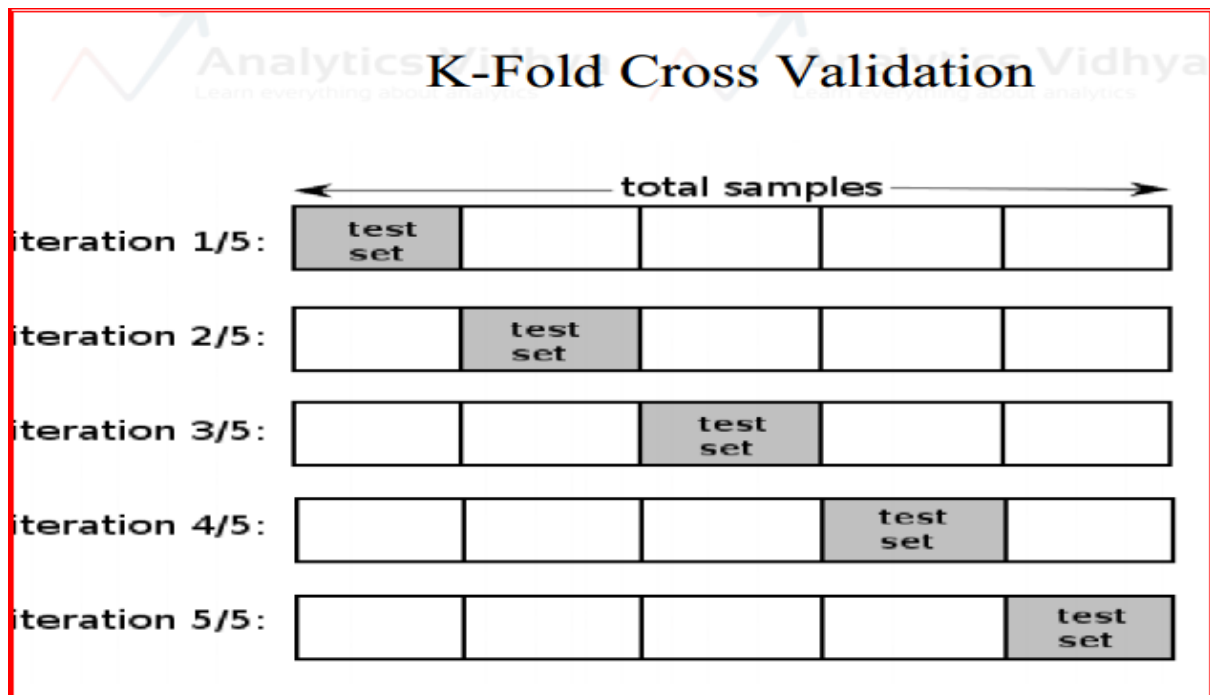 Analytics Vidhya Analytics Vidhya
Learn everything about analytics Learn everything about analytics
K-Fold Cross Validation
total samples
iteration 1/5:
test
set
iteration 2/5:
test
set
iteration 3/5:
test
set
iteration 4/5:
test
set
iteration 5/5:
test
set